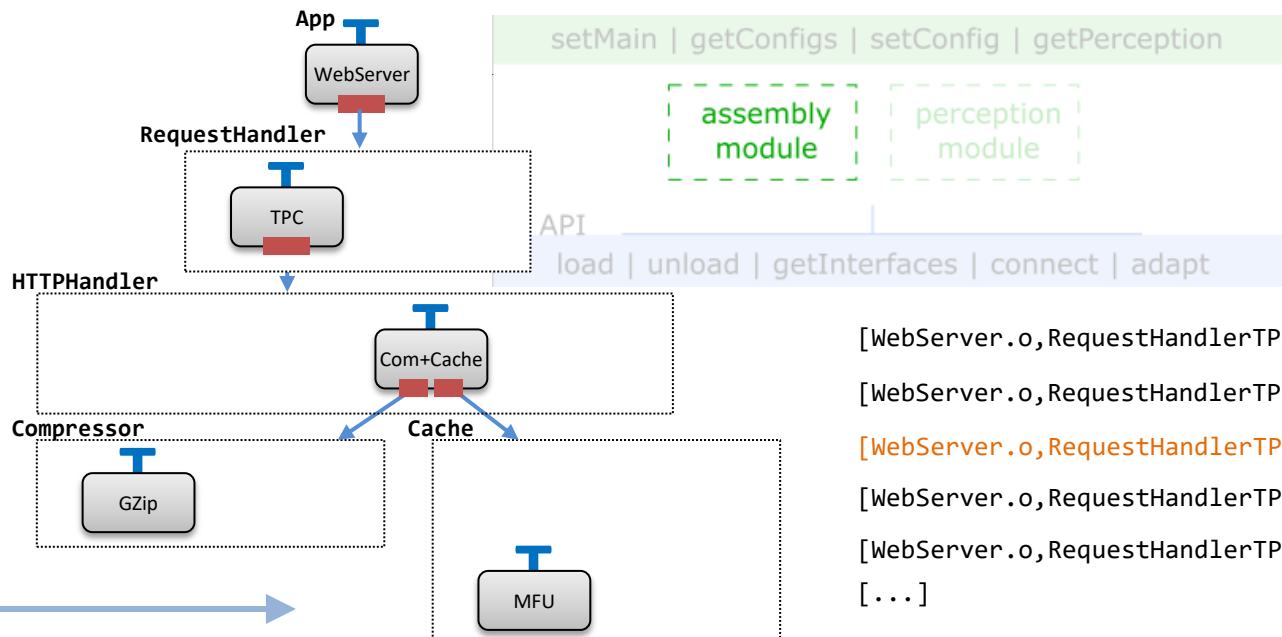 App
WebServer
RequestHandler
TPC
HTTPHandler
Com+Cache
Compressor
Cache
GZip
MFU
setMain | getConfigs | setConfig | getPerception
assembly
module
perception
module
API
load | unload | getInterfaces | connect | adapt
[WebServer.o,RequestHandlerTP
[WebServer.o,RequestHandlerTP
[WebServer.o,RequestHandlerTP
[WebServer.o,RequestHandlerTP
[WebServer.o,RequestHandlerTP
[...]